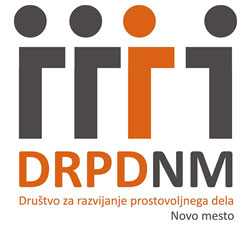 DRPDNM
Društvo za razvijanje prostovoljnega dela
Novo mesto